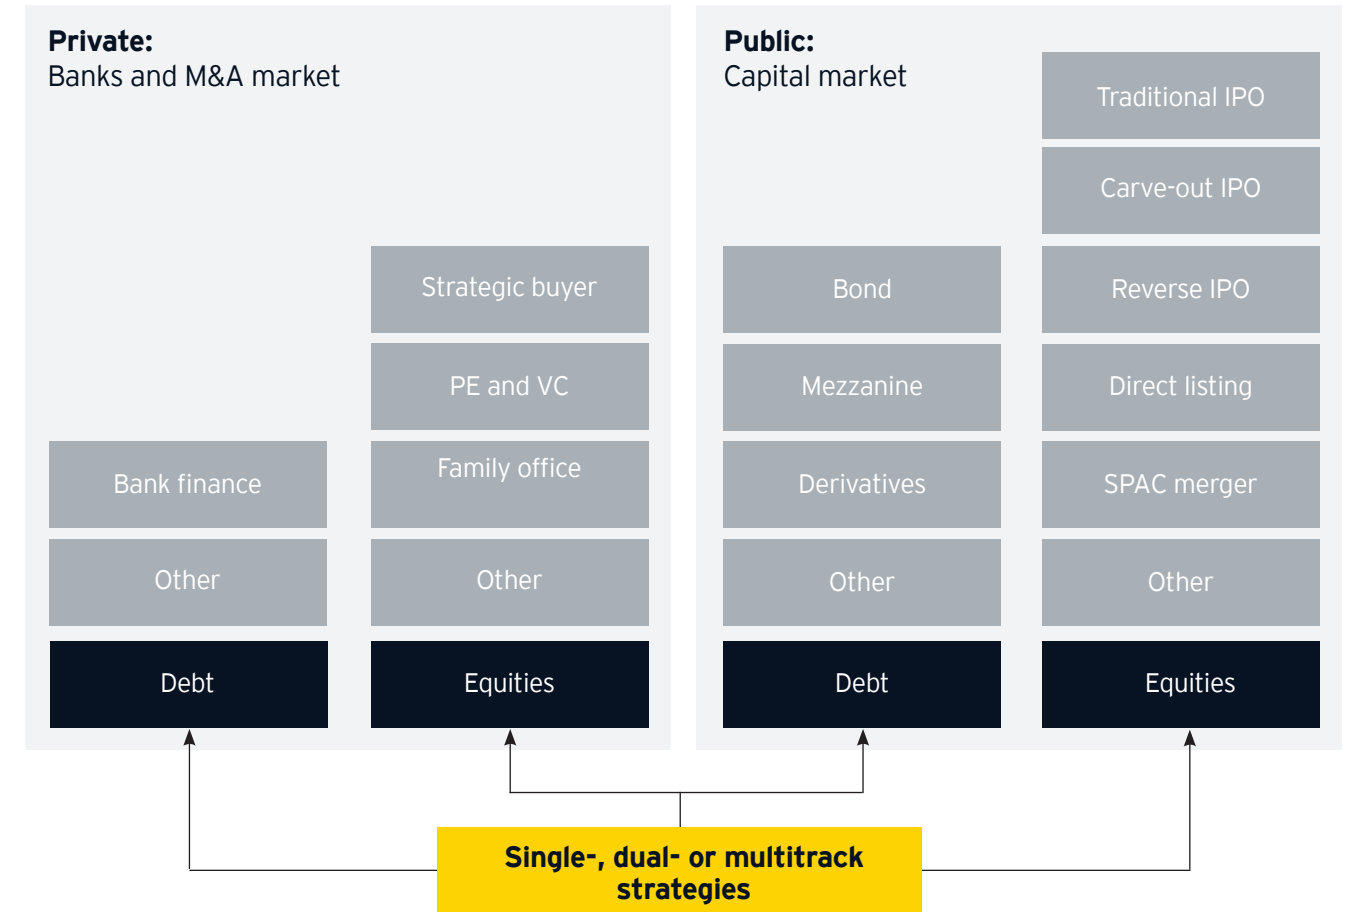 Private:
Banks and M&A market
Strategic buyer
PE and VC
Bank finance
Family office
Other
Other
Debt
Equities
Public:
Capital market
Traditional IPO
Carve-out IPO
Bond
Reverse IPO
Mezzanine
Direct listing
Derivatives
SPAC merger
Other
Other
Debt
Equities
Single-, dual- or multitrack
strategies